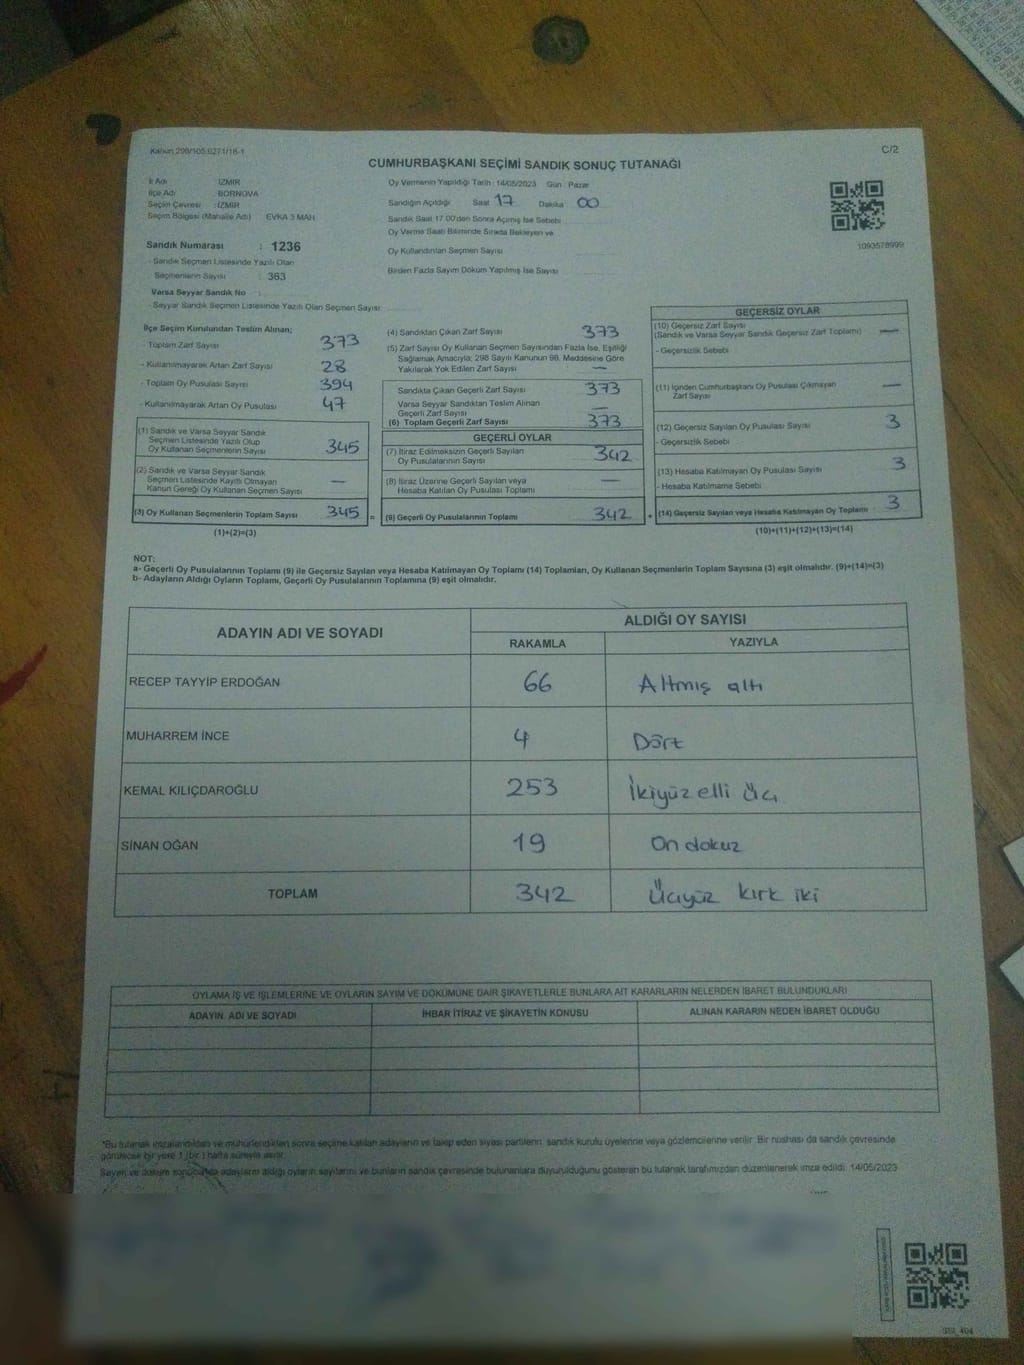 Kanun 298/105
C/2
CUMHURBAŞKANI SEÇİMİ SANDIK SONUÇ TUTANAĞI
İl Adı : İZMİR
İlçe Adı : BORNOVA
Seçim Çevresi : İZMİR
Seçim Bölgesi (Mahalle Adı) EVKA 3 MAH
Sandık Numarası : 1236
- Sandık Seçmen Listesinde Yazılı Olan
Seçmenlerin Sayısı : 363
Varsa Seyyar Sandık No :
- Seyyar Sandık Seçmen Listesinde Yazılı Olan Seçmen Sayısı
Oy Vermenin Yapıldığı Tarih : 14/05/2023 Gün : Pazar
Sandığın Açıldığı Saat 17 Dakika 00
Sandık Saat 17.00'den Sonra Açılmış İse Sebebi
Oy Verme Saati Bitiminde Sırada Bekleyen ve
Oy Kullandırılan Seçmen Sayısı
Birden Fazla Sayım Döküm Yapılmış İse Sayısı
1093578999
İlçe Seçim Kurulundan Teslim Alınan;
- Toplam Zarf Sayısı 373
- Kullanılmayarak Artan Zarf Sayısı 28
- Toplam Oy Pusulası Sayısı 394
- Kullanılmayarak Artan Oy Pusulası 47
(1) Sandık ve Varsa Seyyar Sandık
Seçmen Listesinde Yazılı Olup
Oy Kullanan Seçmenlerin Sayısı 345
(2) Sandık ve Varsa Seyyar Sandık
Seçmen Listesinde Kayıtlı Olmayan
Kanun Gereği Oy Kullanan Seçmen Sayısı —
(3) Oy Kullanan Seçmenlerin Toplam Sayısı 345 =
(1)+(2)=(3)
(4) Sandıktan Çıkan Zarf Sayısı 373
(5) Zarf Sayısı Oy Kullanan Seçmen Sayısından Fazla İse, Eşitliği
Sağlamak Amacıyla; 298 Sayılı Kanunun 98. Maddesine Göre
Yakılarak Yok Edilen Zarf Sayısı —
Sandıkta Çıkan Geçerli Zarf Sayısı 373
Varsa Seyyar Sandıktan Teslim Alınan
Geçerli Zarf Sayısı —
(6) Toplam Geçerli Zarf Sayısı 373
GEÇERLİ OYLAR
(7) İtiraz Edilmeksizin Geçerli Sayılan
Oy Pusulalarının Sayısı 342
(8) İtiraz Üzerine Geçerli Sayılan veya
Hesaba Katılan Oy Pusulası Toplamı —
(9) Geçerli Oy Pusulalarının Toplamı 342 +
GEÇERSİZ OYLAR
(10) Geçersiz Zarf Sayısı
(Sandık ve Varsa Seyyar Sandık Geçersiz Zarf Toplamı) —
- Geçersizlik Sebebi
(11) İçinden Cumhurbaşkanı Oy Pusulası Çıkmayan
Zarf Sayısı —
(12) Geçersiz Sayılan Oy Pusulası Sayısı 3
- Geçersizlik Sebebi
(13) Hesaba Katılmayan Oy Pusulası Sayısı 3
- Hesaba Katılmama Sebebi
(14) Geçersiz Sayılan veya Hesaba Katılmayan Oy Toplamı 3
(10)+(11)+(12)+(13)=(14)
NOT:
a- Geçerli Oy Pusulalarının Toplamı (9) ile Geçersiz Sayılan veya Hesaba Katılmayan Oy Toplamı (14) Toplamları, Oy Kullanan Seçmenlerin Toplam Sayısına (3) eşit olmalıdır. (9)+(14)=(3)
b- Adayların Aldığı Oyların Toplamı, Geçerli Oy Pusulalarının Toplamına (9) eşit olmalıdır.
ADAYIN ADI VE SOYADI
ALDIĞI OY SAYISI
RAKAMLA YAZIYLA
RECEP TAYYİP ERDOĞAN 66 Altmış altı
MUHARREM İNCE 4 Dört
KEMAL KILIÇDAROĞLU 253 İkiyüz elli Üç
SİNAN OĞAN 19 On dokuz
TOPLAM 342 Üçyüz kırk iki
OYLAMA İŞ VE İŞLEMLERİNE VE OYLARIN SAYIM VE DÖKÜMÜNE DAİR ŞİKAYETLERLE BUNLARA AİT KARARLARIN NELERDEN İBARET BULUNDUKLARI
ADAYIN ADI VE SOYADI İHBAR İTİRAZ VE ŞİKAYETİN KONUSU ALINAN KARARIN NEDEN İBARET OLDUĞU
*Bu tutanak imzalandıktan ve mühürlendikten sonra seçime katılan adayların ve talep eden siyasi partilerin sandık kurulu üyelerine veya gözlemcilerine verilir. Bir nüshası da sandık çevresinde
görülecek bir yere 1 (bir) hafta süreyle asılır.
Sayım ve döküm sonucunda adayların aldığı oyların sayılarını ve bunların sandık çevresinde bulunanlara duyurulduğunu gösteren bu tutanak tarafımızdan düzenlenerek imza edildi. 14/05/2023